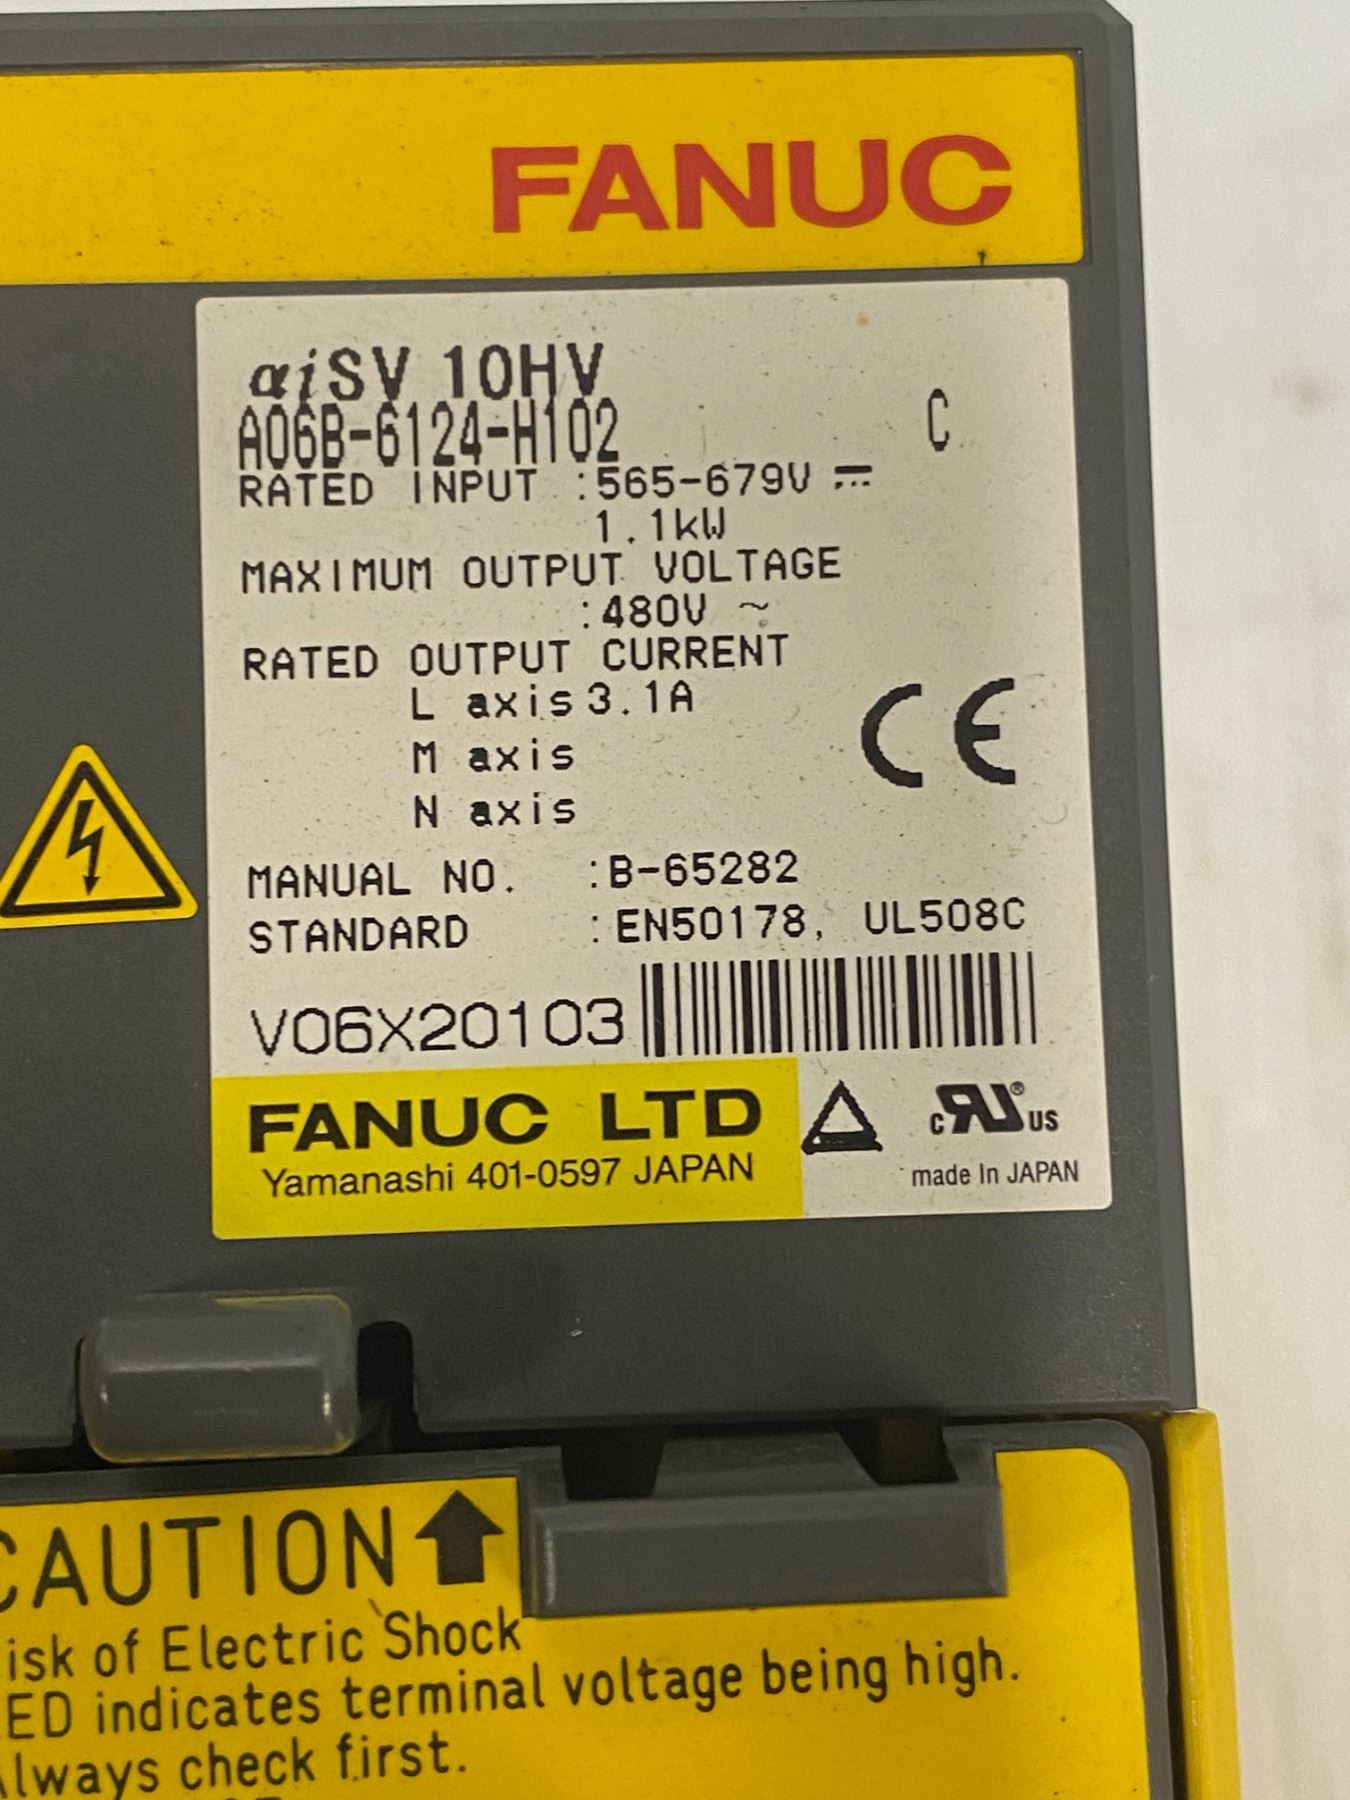 FANUC
αiSV 10HV
A06B-6124-H102 C
RATED INPUT :565-679V ⎓
1.1kW
MAXIMUM OUTPUT VOLTAGE
:480V ~
RATED OUTPUT CURRENT
L axis 3.1A
M axis
N axis
CE
MANUAL NO. :B-65282
STANDARD :EN50178, UL508C
V06X20103
FANUC LTD
Yamanashi 401-0597 JAPAN
c RU ® US
made In JAPAN
CAUTION
isk of Electric Shock
ED indicates terminal voltage being high.
Always check first.